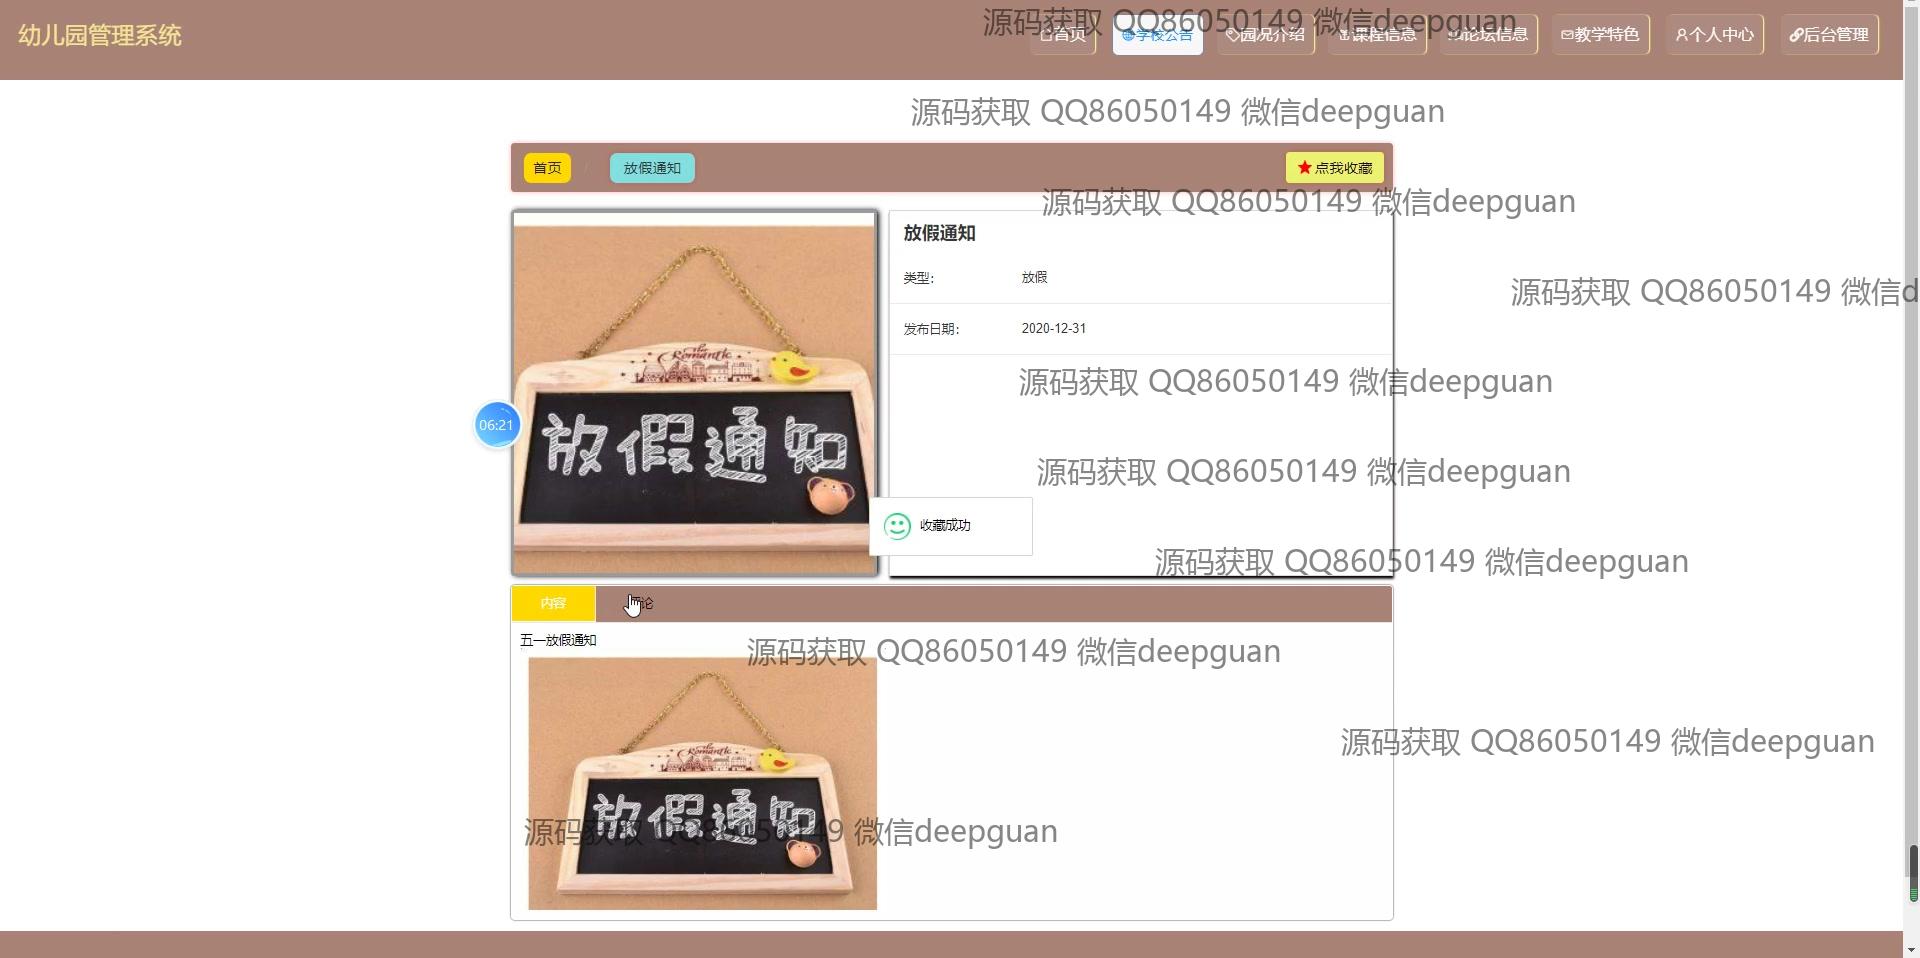 幼儿园管理系统
源码获取 QQ86050149 微信deepguan
首页
学校公告
园况介绍
课程信息
论坛信息
教学特色
个人中心
后台管理
源码获取 QQ86050149 微信deepguan
首页 / 放假通知
点我收藏
源码获取 QQ86050149 微信deepguan
放假通知
类型： 放假
源码获取 QQ86050149 微信d
发布日期： 2020-12-31
Romantic
源码获取 QQ86050149 微信deepguan
06:21
放假通知
源码获取 QQ86050149 微信deepguan
收藏成功
源码获取 QQ86050149 微信deepguan
内容
论
五一放假通知
源码获取 QQ86050149 微信deepguan
Romantic
源码获取 QQ86050149 微信deepguan
放假通知
源码获取 QQ86050149 微信deepguan